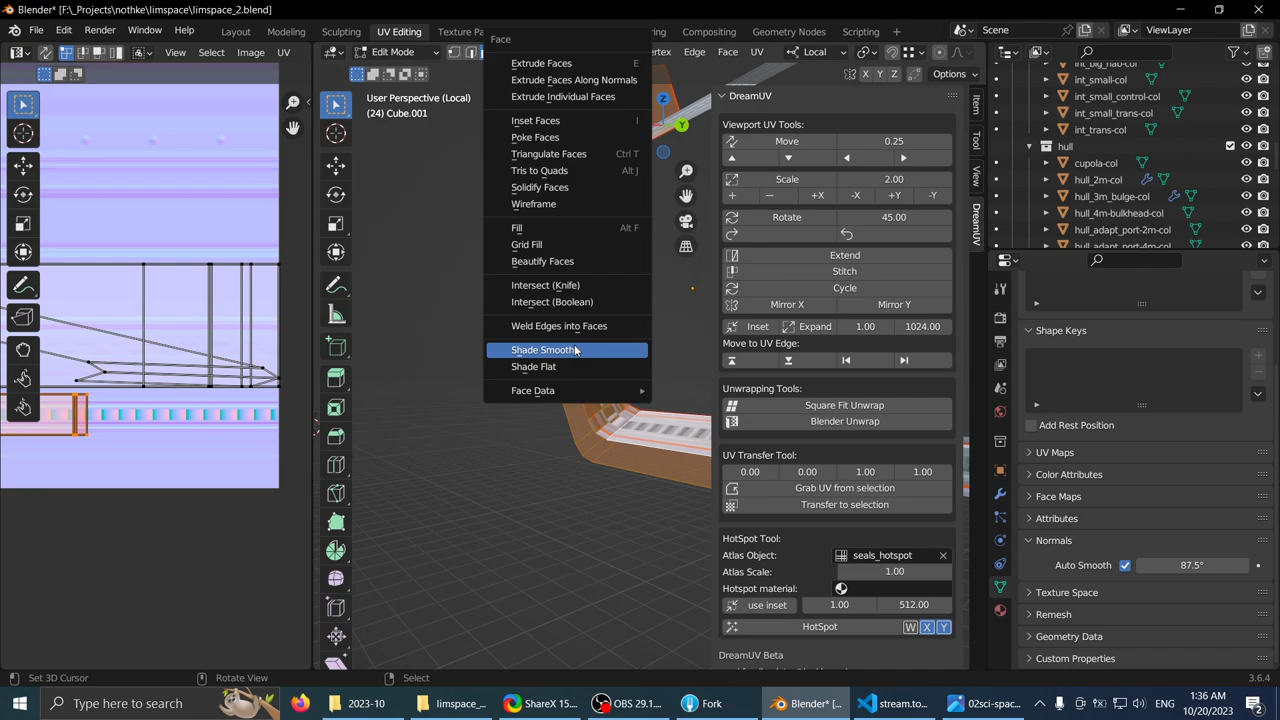 Blender* [F:\_Projects\nothke\limspace\limspace_2.blend]
File Edit Render Window Help Layout Modeling Sculpting UV Editing Texture Pa Compositing Geometry Nodes Scripting Scene ViewLayer
View Select Image UV Edit Mode Edge Face UV Local
Options
User Perspective (Local)
(24) Cube.001
Face
Extrude Faces E
Extrude Faces Along Normals
Extrude Individual Faces
Inset Faces I
Poke Faces
Triangulate Faces Ctrl T
Tris to Quads Alt J
Solidify Faces
Wireframe
Fill Alt F
Grid Fill
Beautify Faces
Intersect (Knife)
Intersect (Boolean)
Weld Edges into Faces
Shade Smooth
Shade Flat
Face Data
X Y Z
Z
Y
DreamUV
Viewport UV Tools:
Move 0.25
Scale 2.00
+ − +X -X +Y -Y
Rotate 45.00
Extend
Stitch
Cycle
Mirror X Mirror Y
Inset Expand 1.00 1024.00
Move to UV Edge:
Unwrapping Tools:
Square Fit Unwrap
Blender Unwrap
UV Transfer Tool:
0.00 0.00 1.00 1.00
Grab UV from selection
Transfer to selection
HotSpot Tool:
Atlas Object: seals_hotspot
Atlas Scale: 1.00
Hotspot material:
use inset 1.00 512.00
HotSpot W X Y
DreamUV Beta
Item
Tool
View
DreamUV
int_big_hab-col
int_small-col
int_small_control-col
int_small_trans-col
int_trans-col
hull
cupola-col
hull_2m-col
hull_3m_bulge-col
hull_4m-bulkhead-col
hull_adapt_port-2m-col
hull_adapt_port-4m-col
Shape Keys
Add Rest Position
UV Maps
Color Attributes
Face Maps
Attributes
Normals
Auto Smooth 87.5°
Texture Space
Remesh
Geometry Data
Custom Properties
Set 3D Cursor Rotate View Select 3.6.4
Type here to search 2023-10 limspace_... ShareX 15.... OBS 29.1.... Fork Blender* [... stream.to... 02sci-spac... ENG 1:36 AM
10/20/2023 2